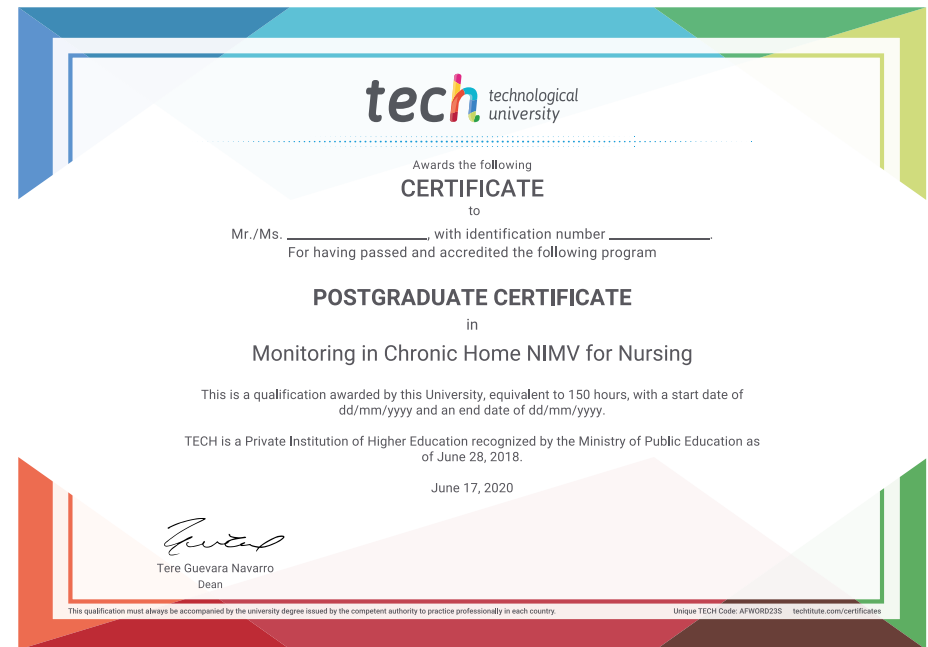 tech technological
university
Awards the following
CERTIFICATE
to
Mr./Ms. ____________________, with identification number ______________.
For having passed and accredited the following program
POSTGRADUATE CERTIFICATE
in
Monitoring in Chronic Home NIMV for Nursing
This is a qualification awarded by this University, equivalent to 150 hours, with a start date of
dd/mm/yyyy and an end date of dd/mm/yyyy.
TECH is a Private Institution of Higher Education recognized by the Ministry of Public Education as
of June 28, 2018.
June 17, 2020
Tere Guevara Navarro
Dean
This qualification must always be accompanied by the university degree issued by the competent authority to practice professionally in each country.
Unique TECH Code: AFWORD23S techtitute.com/certificates